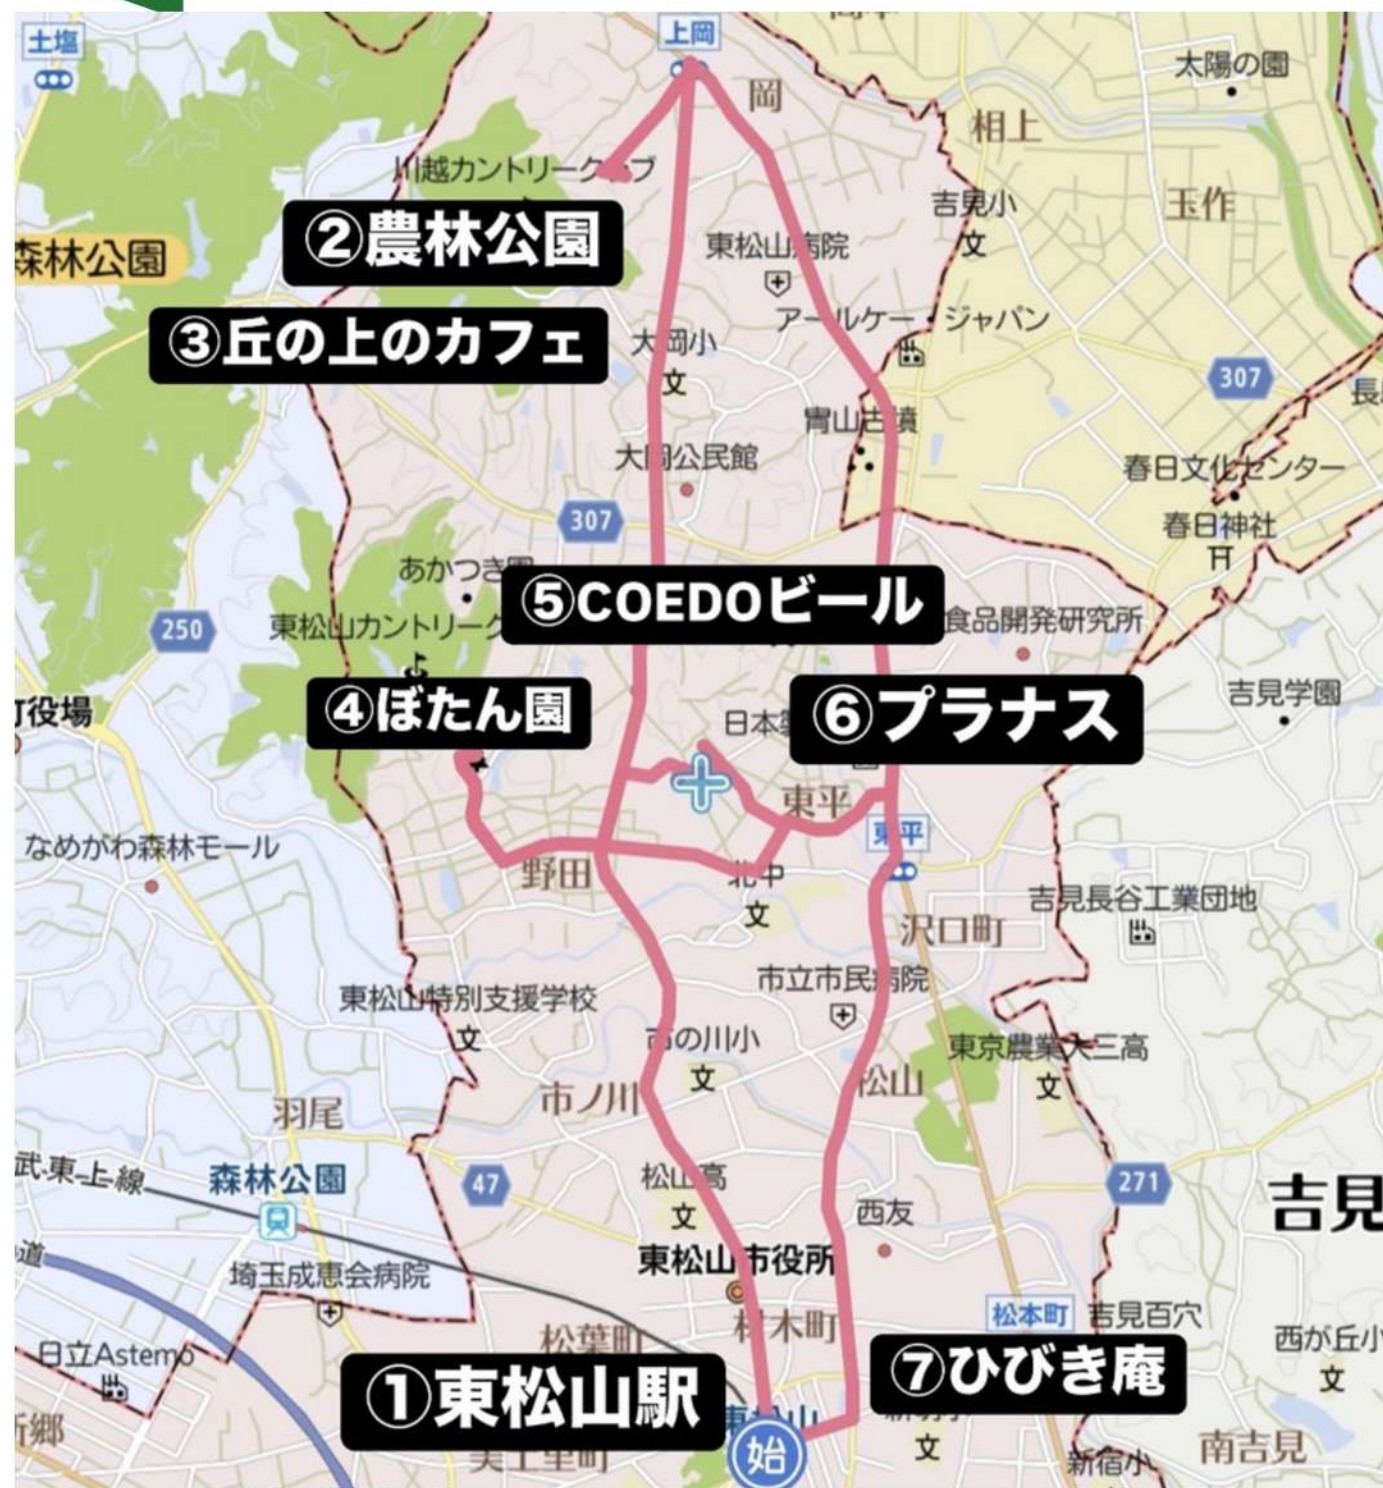 土塩
上岡
岡
太陽の園
相上
川越カントリークラブ
吉見小
文
玉作
②農林公園
東松山病院
森林公園
アールケー・ジャパン
③丘の上のカフェ
大岡小
文
307
冑山古墳
大岡公民館
春日文化センター
307
春日神社
あかつき園
⑤COEDOビール
250
東松山カントリーク
食品開発研究所
町役場
④ぼたん園
日本
⑥プラナス
吉見学園
東平
東平
なめがわ森林モール
野田
北中
文
吉見長谷工業団地
沢口町
市立市民病院
東松山特別支援学校
文
市の川小
文
東京農業大三高
文
市ノ川
松山
羽尾
武・東・上・線
森林公園
47
松山高
文
271
吉見
西友
道
東松山市役所
埼玉成恵会病院
松本町
吉見百穴
材木町
松葉町
西が丘小
文
日立Astemo
①東松山駅
⑦ひびき庵
東松山
新郷
始
文
美土里町
新宿小
南吉見